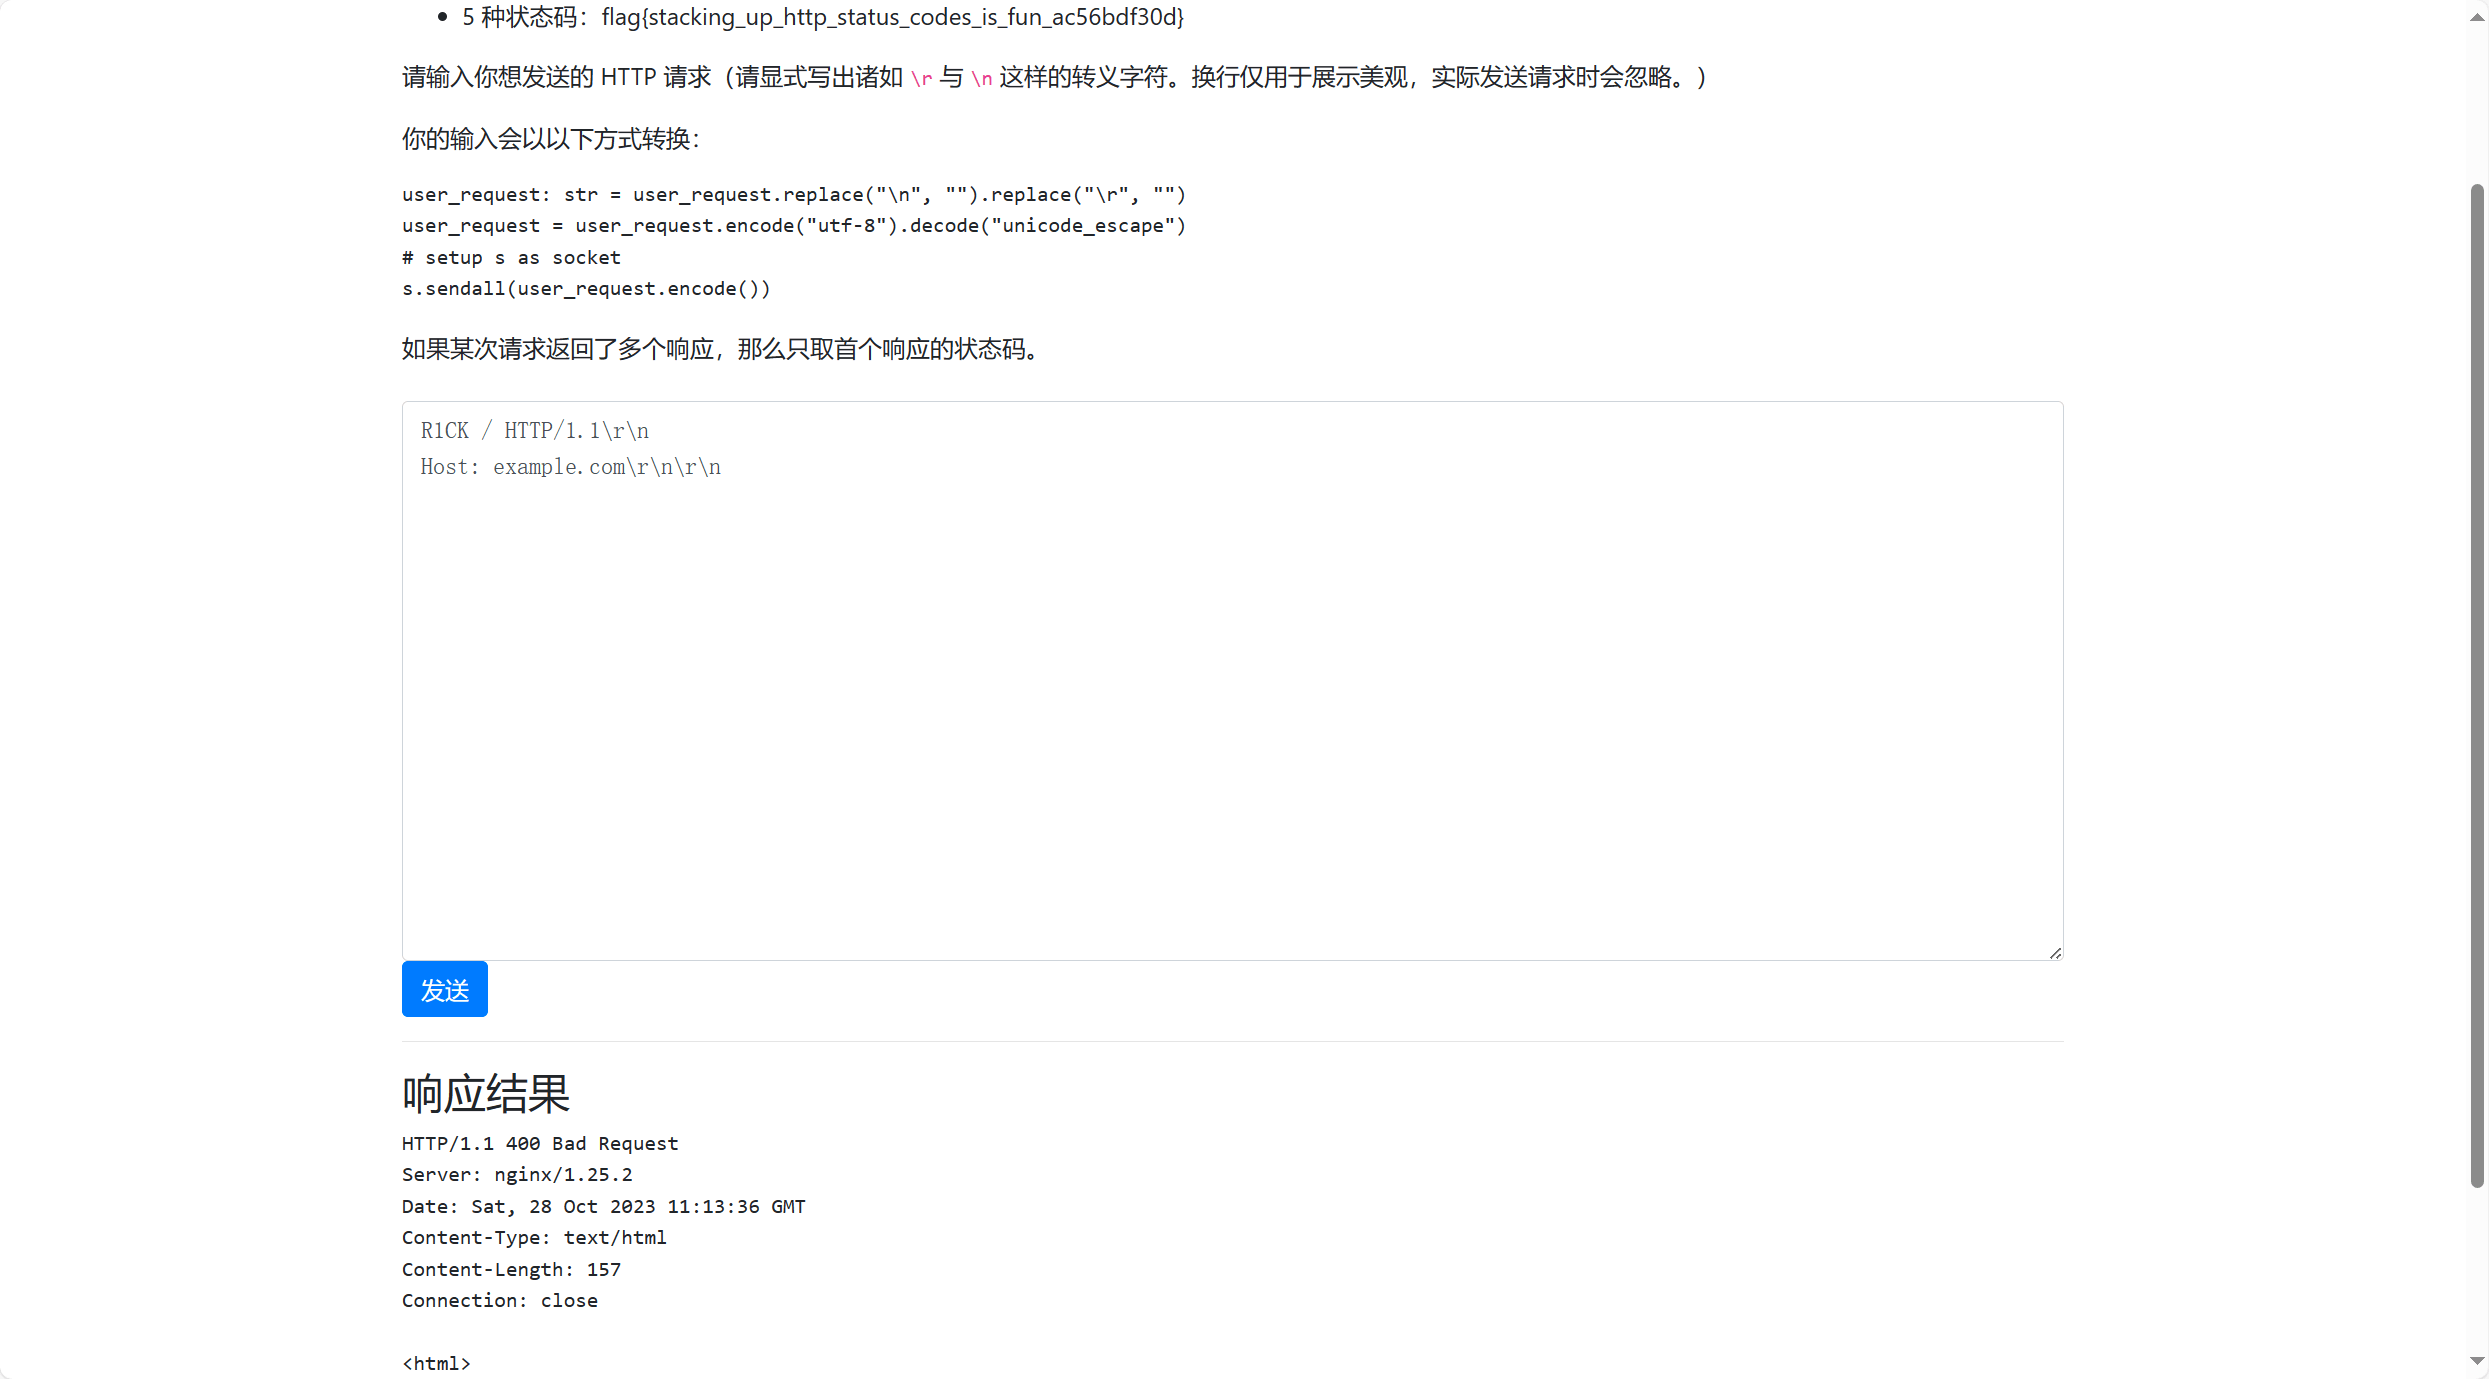 • 5 种状态码：flag{stacking_up_http_status_codes_is_fun_ac56bdf30d}
请输入你想发送的 HTTP 请求（请显式写出诸如 \r 与 \n 这样的转义字符。换行仅用于展示美观，实际发送请求时会忽略。）
你的输入会以以下方式转换：
user_request: str = user_request.replace("\n", "").replace("\r", "")
user_request = user_request.encode("utf-8").decode("unicode_escape")
# setup s as socket
s.sendall(user_request.encode())
如果某次请求返回了多个响应，那么只取首个响应的状态码。
R1CK / HTTP/1.1\r\n
Host: example.com\r\n\r\n
发送
响应结果
HTTP/1.1 400 Bad Request
Server: nginx/1.25.2
Date: Sat, 28 Oct 2023 11:13:36 GMT
Content-Type: text/html
Content-Length: 157
Connection: close
<html>